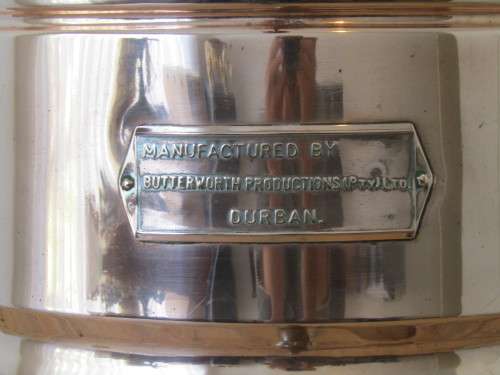 MANUFACTURED BY
BUTTERWORTH PRODUCTIONS (PTY) LTD.
DURBAN.